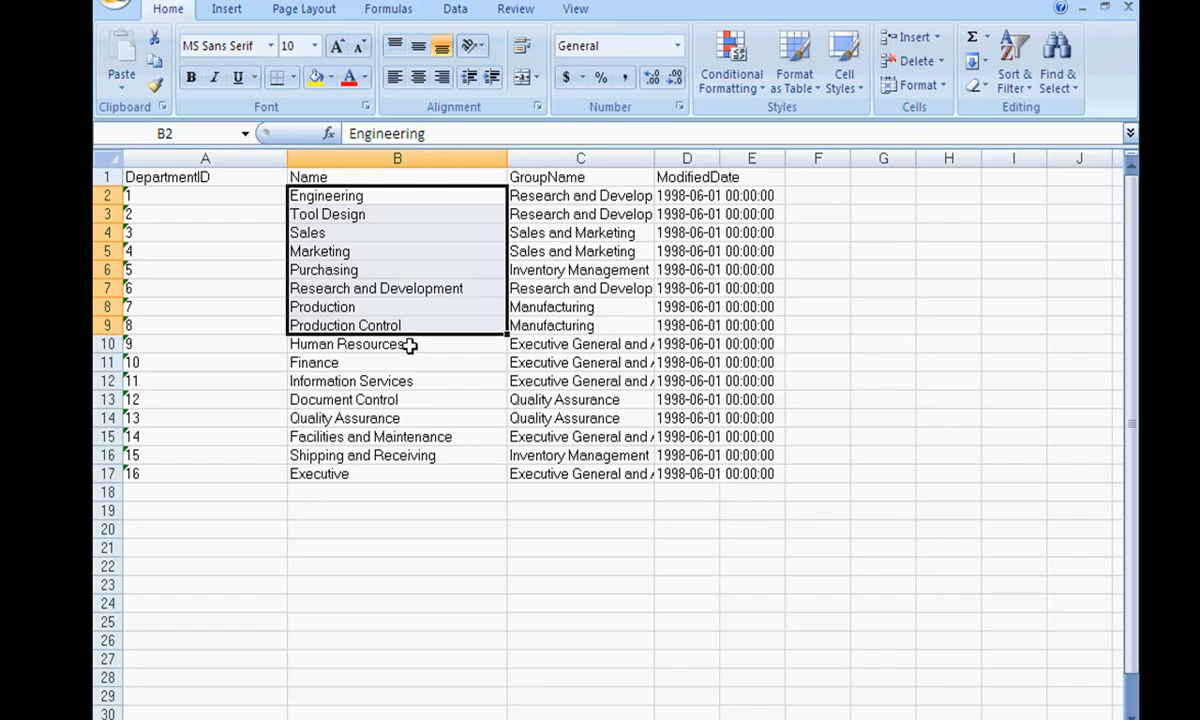 Home Insert Page Layout Formulas Data Review View
MS Sans Serif 10 A A General Insert Σ
Paste B I U A $ % , .00 .00 Conditional Formatting Format as Table Cell Styles Delete Format Sort & Filter Find & Select
Clipboard Font Alignment Number Styles Cells Editing
B2 fx Engineering
A B C D E F G H I J
1 DepartmentID Name GroupName ModifiedDate
2 1 Engineering Research and Develop 1998-06-01 00:00:00
3 2 Tool Design Research and Develop 1998-06-01 00:00:00
4 3 Sales Sales and Marketing 1998-06-01 00:00:00
5 4 Marketing Sales and Marketing 1998-06-01 00:00:00
6 5 Purchasing Inventory Management 1998-06-01 00:00:00
7 6 Research and Development Research and Develop 1998-06-01 00:00:00
8 7 Production Manufacturing 1998-06-01 00:00:00
9 8 Production Control Manufacturing 1998-06-01 00:00:00
10 9 Human Resources Executive General and A 1998-06-01 00:00:00
11 10 Finance Executive General and A 1998-06-01 00:00:00
12 11 Information Services Executive General and A 1998-06-01 00:00:00
13 12 Document Control Quality Assurance 1998-06-01 00:00:00
14 13 Quality Assurance Quality Assurance 1998-06-01 00:00:00
15 14 Facilities and Maintenance Executive General and A 1998-06-01 00:00:00
16 15 Shipping and Receiving Inventory Management 1998-06-01 00:00:00
17 16 Executive Executive General and A 1998-06-01 00:00:00
18
19
20
21
22
23
24
25
26
27
28
29
30